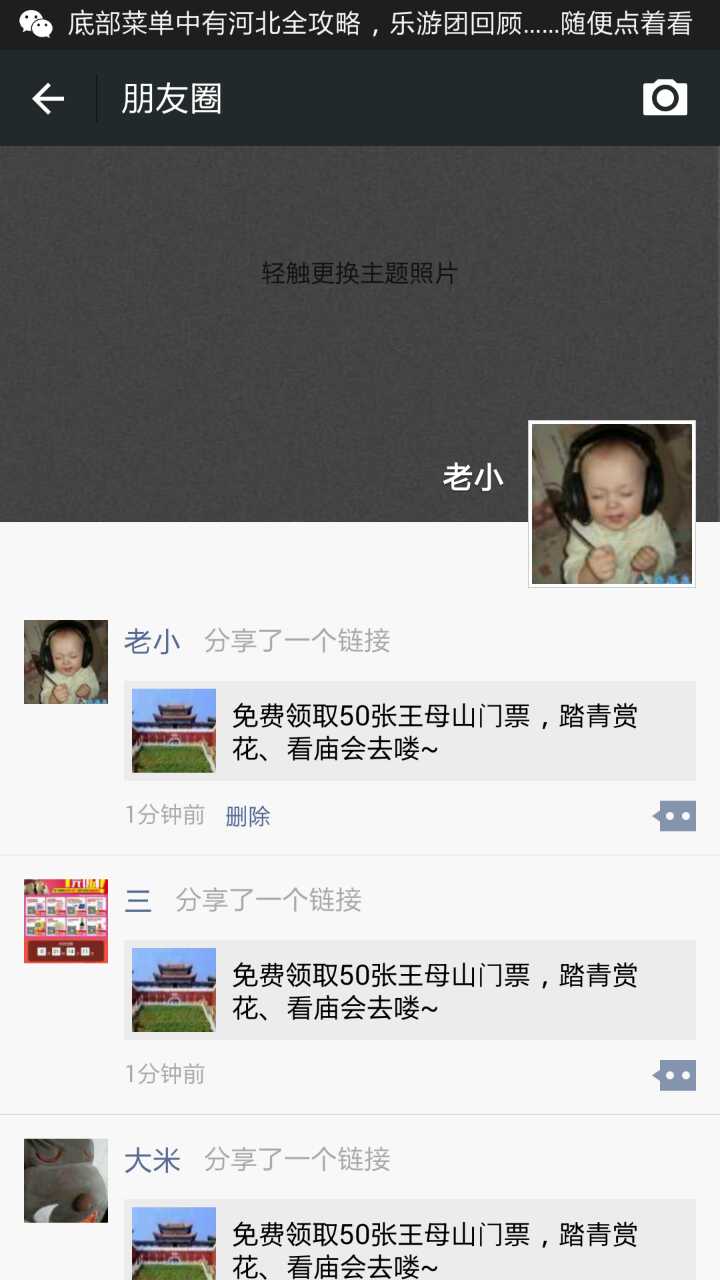 底部菜单中有河北全攻略，乐游团回顾……随便点着看
朋友圈
轻触更换主题照片
老小
老小 分享了一个链接
免费领取50张王母山门票，踏青赏
花、看庙会去喽~
1分钟前 删除
三 分享了一个链接
免费领取50张王母山门票，踏青赏
花、看庙会去喽~
1分钟前
大米 分享了一个链接
免费领取50张王母山门票，踏青赏
花、看庙会去喽~